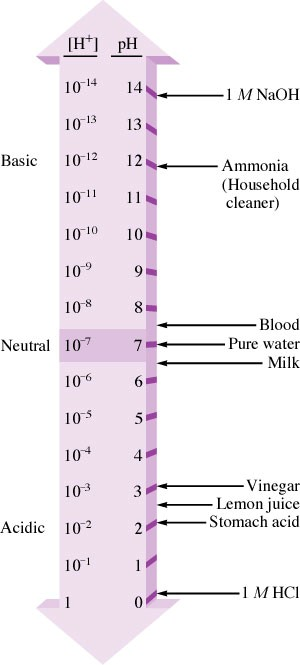 [H⁺] pH
10⁻¹⁴ 14
1 M NaOH
10⁻¹³ 13
Basic 10⁻¹² 12
Ammonia
(Household
cleaner)
10⁻¹¹ 11
10⁻¹⁰ 10
10⁻⁹ 9
10⁻⁸ 8
Blood
Neutral 10⁻⁷ 7 Pure water
Milk
10⁻⁶ 6
10⁻⁵ 5
10⁻⁴ 4
10⁻³ 3 Vinegar
Lemon juice
Acidic 10⁻² 2 Stomach acid
10⁻¹ 1
1 M HCl
1 0